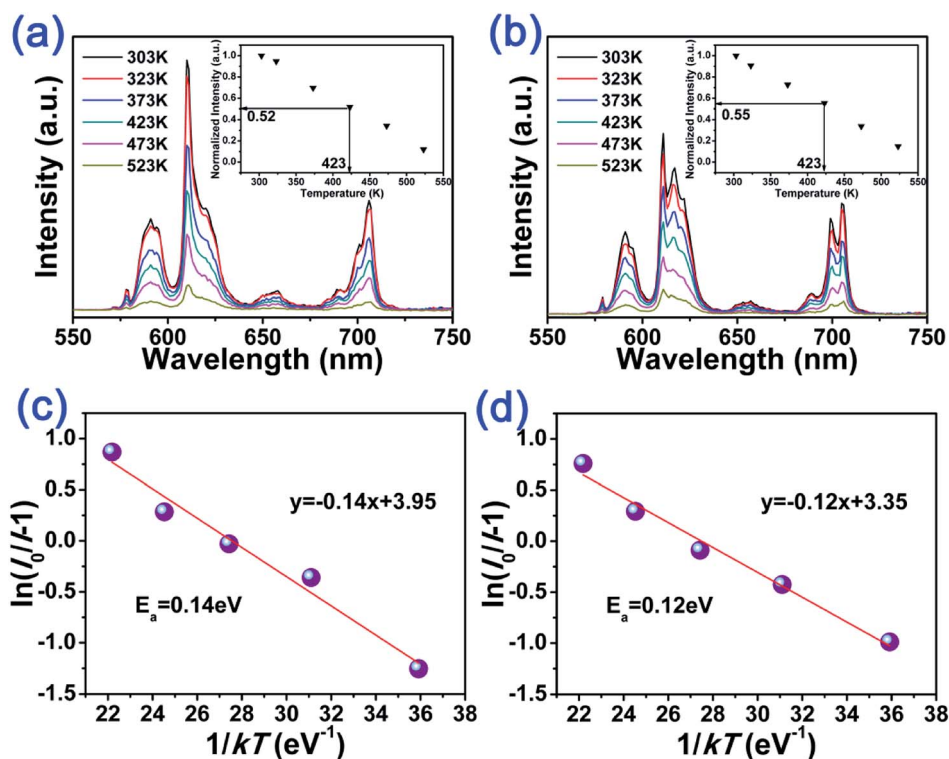 (a)
303K
323K
373K
423K
473K
523K
Intensity (a.u.)
Wavelength (nm)
550 600 650 700 750
Normalized Intensity (a.u.)
1.0
0.8
0.6
0.4
0.2
0.0
0.52
423
300 350 400 450 500 550
Temperature (K)
(b)
303K
323K
373K
423K
473K
523K
Intensity (a.u.)
Wavelength (nm)
550 600 650 700 750
Normalized Intensity (a.u.)
1.0
0.8
0.6
0.4
0.2
0.0
0.55
423
300 350 400 450 500 550
Temperature (K)
(c)
ln(I0/I-1)
1.0
0.5
0.0
-0.5
-1.0
-1.5
y=-0.14x+3.95
Ea=0.14eV
22 24 26 28 30 32 34 36 38
1/kT (eV-1)
(d)
ln(I0/I-1)
1.0
0.5
0.0
-0.5
-1.0
-1.5
y=-0.12x+3.35
Ea=0.12eV
22 24 26 28 30 32 34 36 38
1/kT (eV-1)